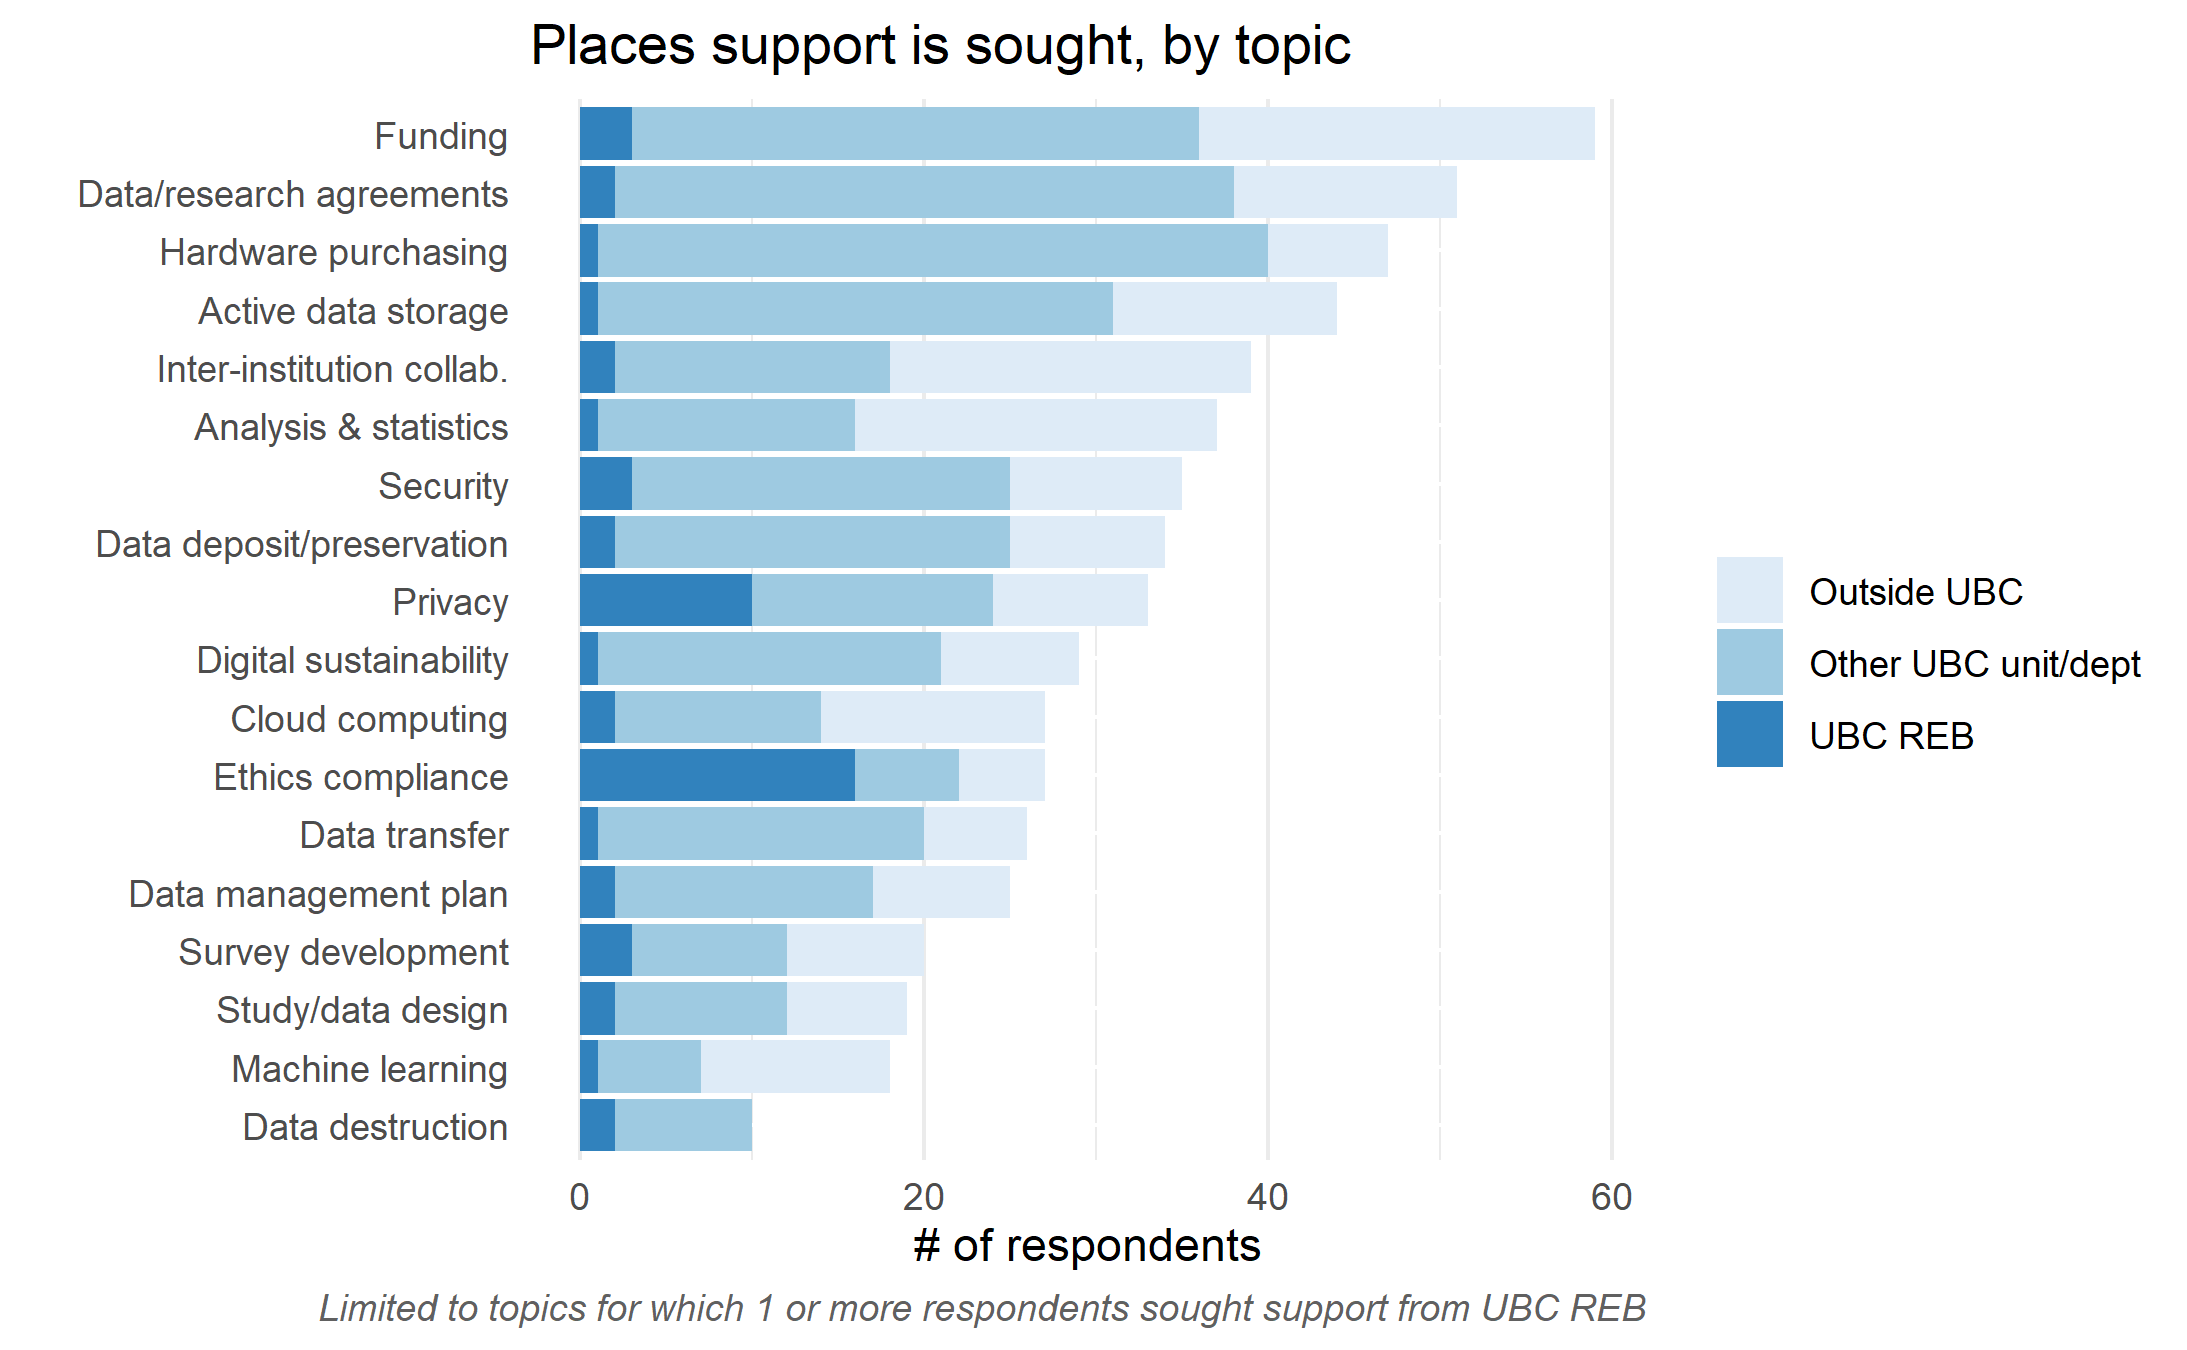 Places support is sought, by topic
Funding
Data/research agreements
Hardware purchasing
Active data storage
Inter-institution collab.
Analysis & statistics
Security
Data deposit/preservation
Privacy
Digital sustainability
Cloud computing
Ethics compliance
Data transfer
Data management plan
Survey development
Study/data design
Machine learning
Data destruction
0 20 40 60
# of respondents
Outside UBC
Other UBC unit/dept
UBC REB
Limited to topics for which 1 or more respondents sought support from UBC REB